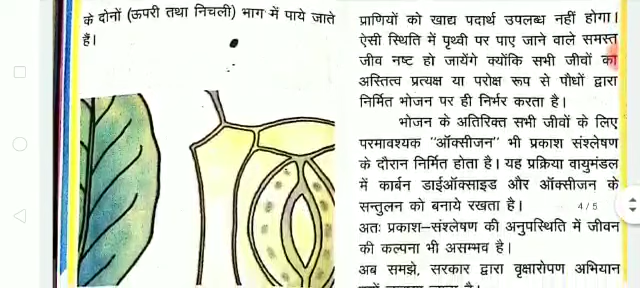 के दोनों (ऊपरी तथा निचली) भाग में पाये जाते
हैं।
प्राणियों को खाद्य पदार्थ उपलब्ध नहीं होगा।
ऐसी स्थिति में पृथ्वी पर पाए जाने वाले समस्त
जीव नष्ट हो जायेंगे क्योंकि सभी जीवों का
अस्तित्व प्रत्यक्ष या परोक्ष रूप से पौधों द्वारा
निर्मित भोजन पर ही निर्भर करता है।
भोजन के अतिरिक्त सभी जीवों के लिए
परमावश्यक "ऑक्सीजन" भी प्रकाश संश्लेषण
के दौरान निर्मित होता है। यह प्रक्रिया वायुमंडल
में कार्बन डाईऑक्साइड और ऑक्सीजन के
सन्तुलन को बनाये रखता है।
4/5
अतः प्रकाश–संश्लेषण की अनुपस्थिति में जीवन
की कल्पना भी असम्भव है।
अब समझे, सरकार द्वारा वृक्षारोपण अभियान